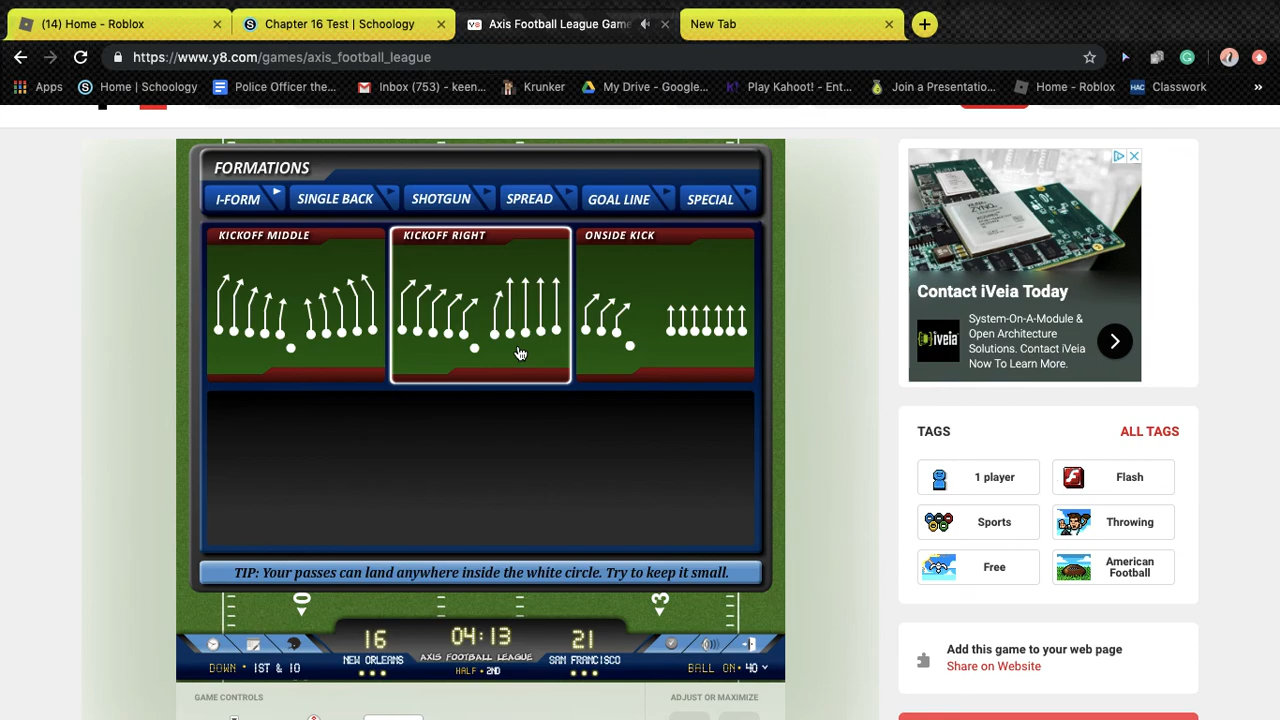 (14) Home - Roblox
Chapter 16 Test | Schoology
Axis Football League Game
New Tab
https://www.y8.com/games/axis_football_league
Apps
Home | Schoology
Police Officer the...
Inbox (753) - keen...
Krunker
My Drive - Google...
Play Kahoot! - Ent...
Join a Presentatio...
Home - Roblox
HAC
Classwork
»
FORMATIONS
I-FORM
SINGLE BACK
SHOTGUN
SPREAD
GOAL LINE
SPECIAL
KICKOFF MIDDLE
KICKOFF RIGHT
ONSIDE KICK
TIP: Your passes can land anywhere inside the white circle. Try to keep it small.
0
3
16
04:13
21
NEW ORLEANS
AXIS FOOTBALL LEAGUE
SAN FRANCISCO
DOWN • 1ST & 10
HALF • 2ND
BALL ON • 40
GAME CONTROLS
ADJUST OR MAXIMIZE
ZYNQ
Contact iVeia Today
iveia
System-On-A-Module &
Open Architecture
Solutions. Contact iVeia
Now To Learn More.
TAGS
ALL TAGS
1 player
Flash
Sports
Throwing
Free
American
Football
Add this game to your web page
Share on Website